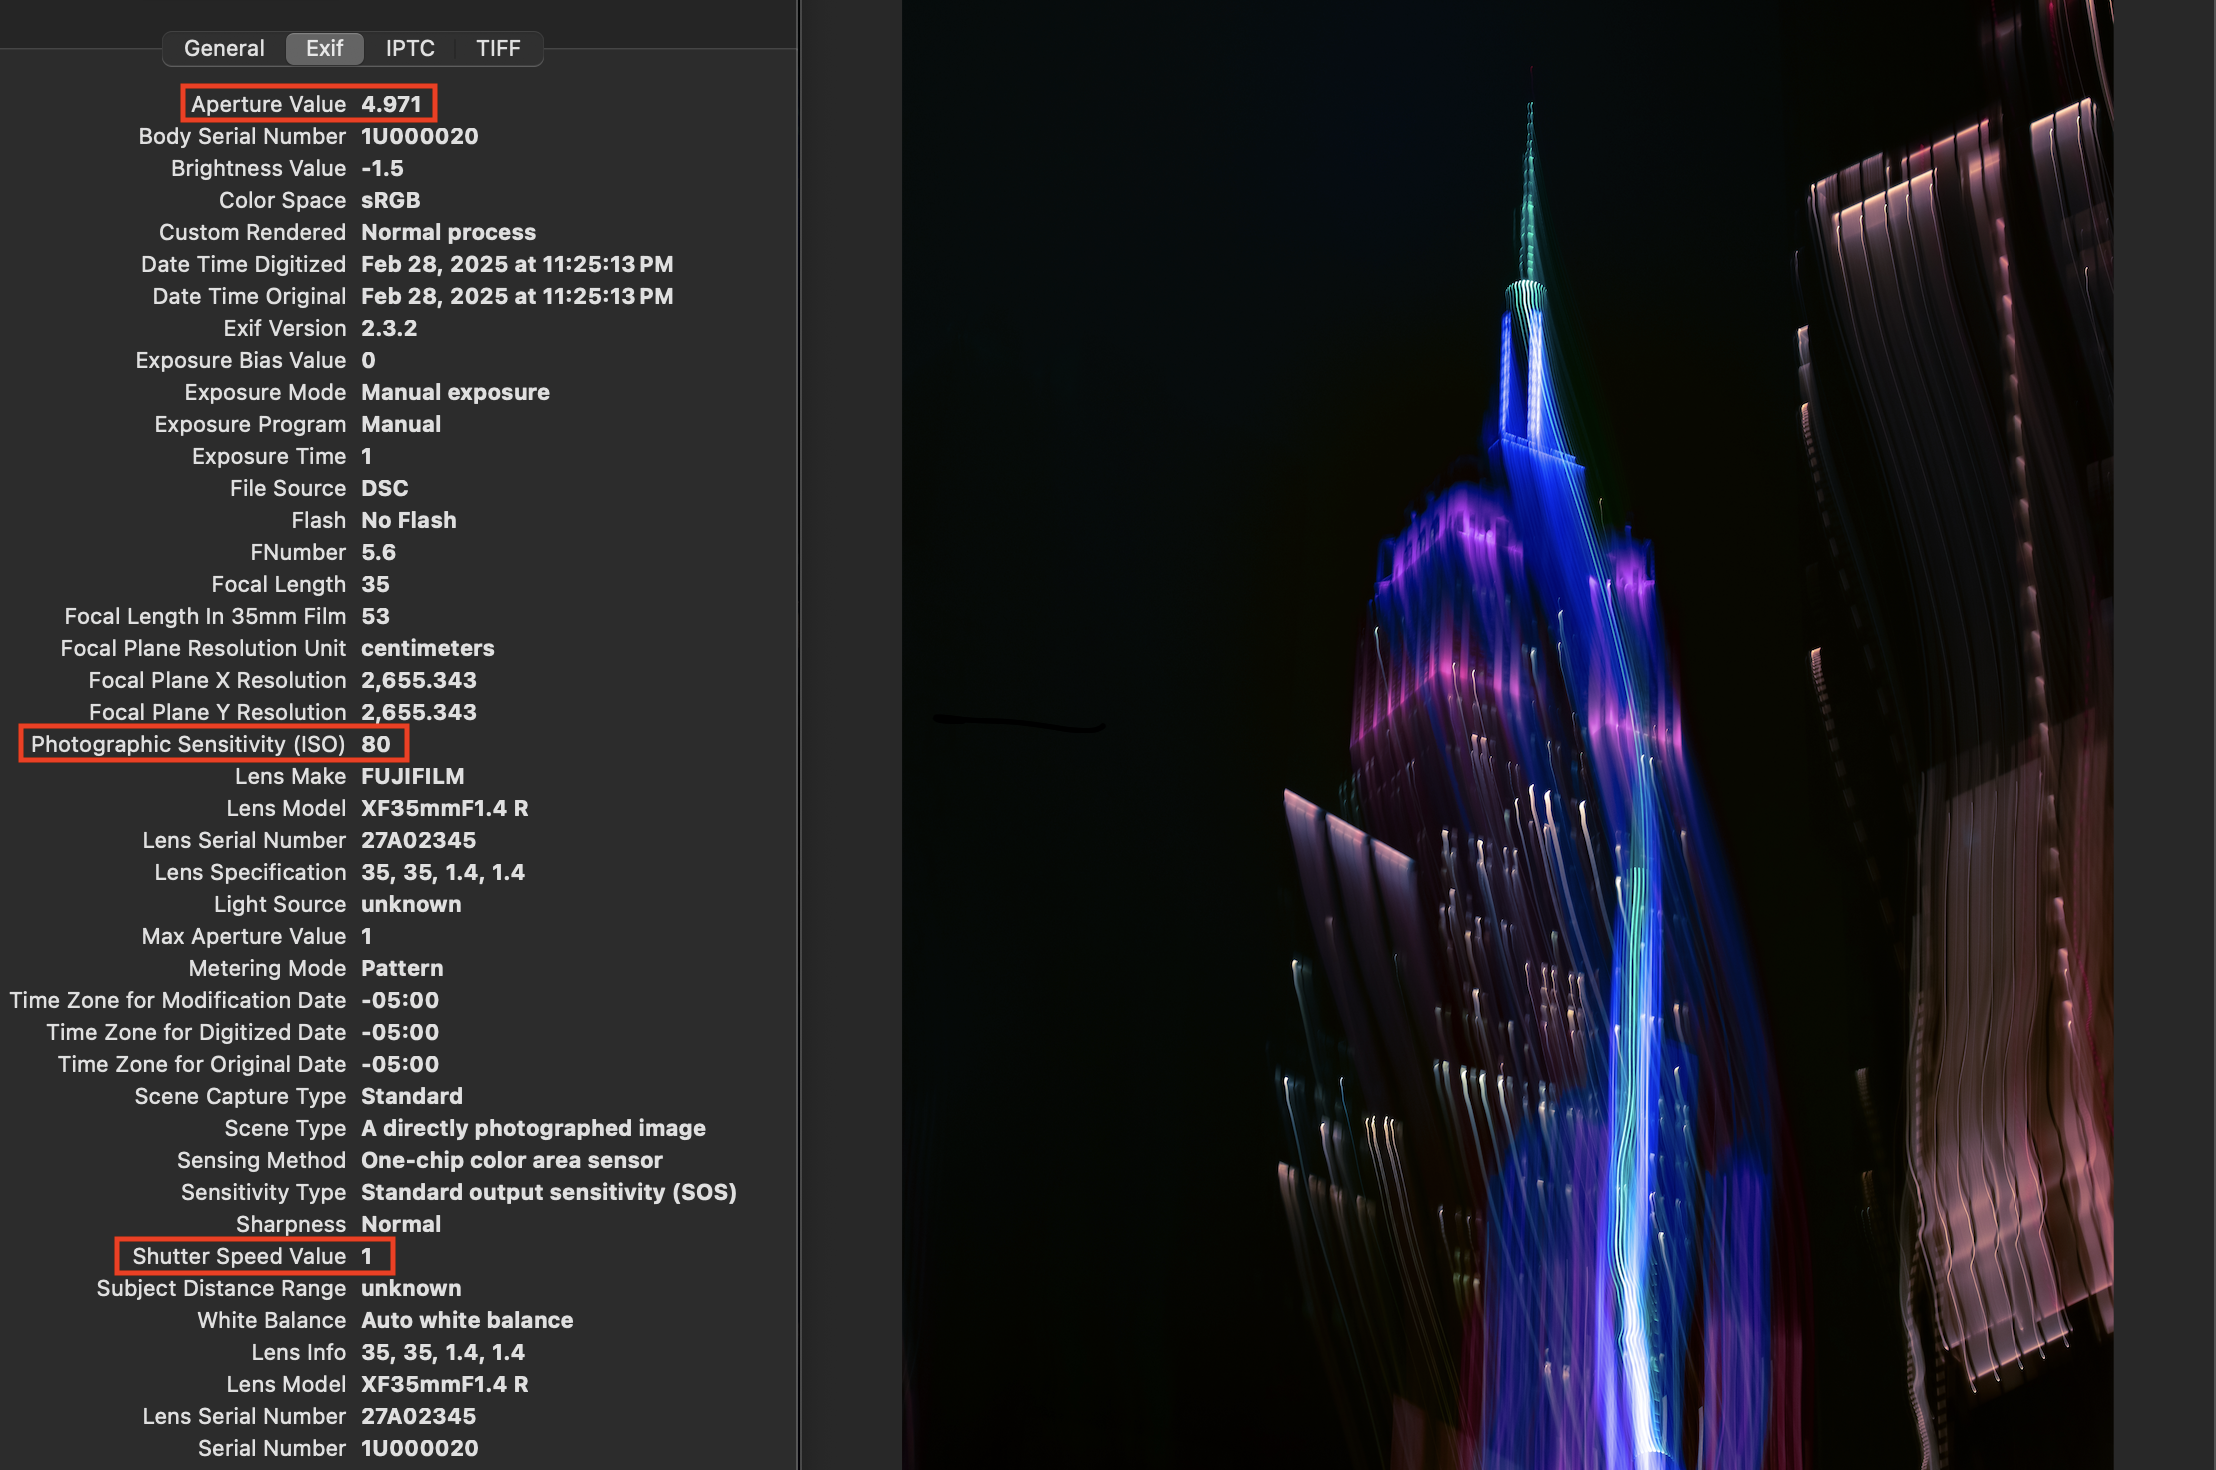 General Exif IPTC TIFF
Aperture Value 4.971
Body Serial Number 1U000020
Brightness Value -1.5
Color Space sRGB
Custom Rendered Normal process
Date Time Digitized Feb 28, 2025 at 11:25:13 PM
Date Time Original Feb 28, 2025 at 11:25:13 PM
Exif Version 2.3.2
Exposure Bias Value 0
Exposure Mode Manual exposure
Exposure Program Manual
Exposure Time 1
File Source DSC
Flash No Flash
FNumber 5.6
Focal Length 35
Focal Length In 35mm Film 53
Focal Plane Resolution Unit centimeters
Focal Plane X Resolution 2,655.343
Focal Plane Y Resolution 2,655.343
Photographic Sensitivity (ISO) 80
Lens Make FUJIFILM
Lens Model XF35mmF1.4 R
Lens Serial Number 27A02345
Lens Specification 35, 35, 1.4, 1.4
Light Source unknown
Max Aperture Value 1
Metering Mode Pattern
Time Zone for Modification Date -05:00
Time Zone for Digitized Date -05:00
Time Zone for Original Date -05:00
Scene Capture Type Standard
Scene Type A directly photographed image
Sensing Method One-chip color area sensor
Sensitivity Type Standard output sensitivity (SOS)
Sharpness Normal
Shutter Speed Value 1
Subject Distance Range unknown
White Balance Auto white balance
Lens Info 35, 35, 1.4, 1.4
Lens Model XF35mmF1.4 R
Lens Serial Number 27A02345
Serial Number 1U000020